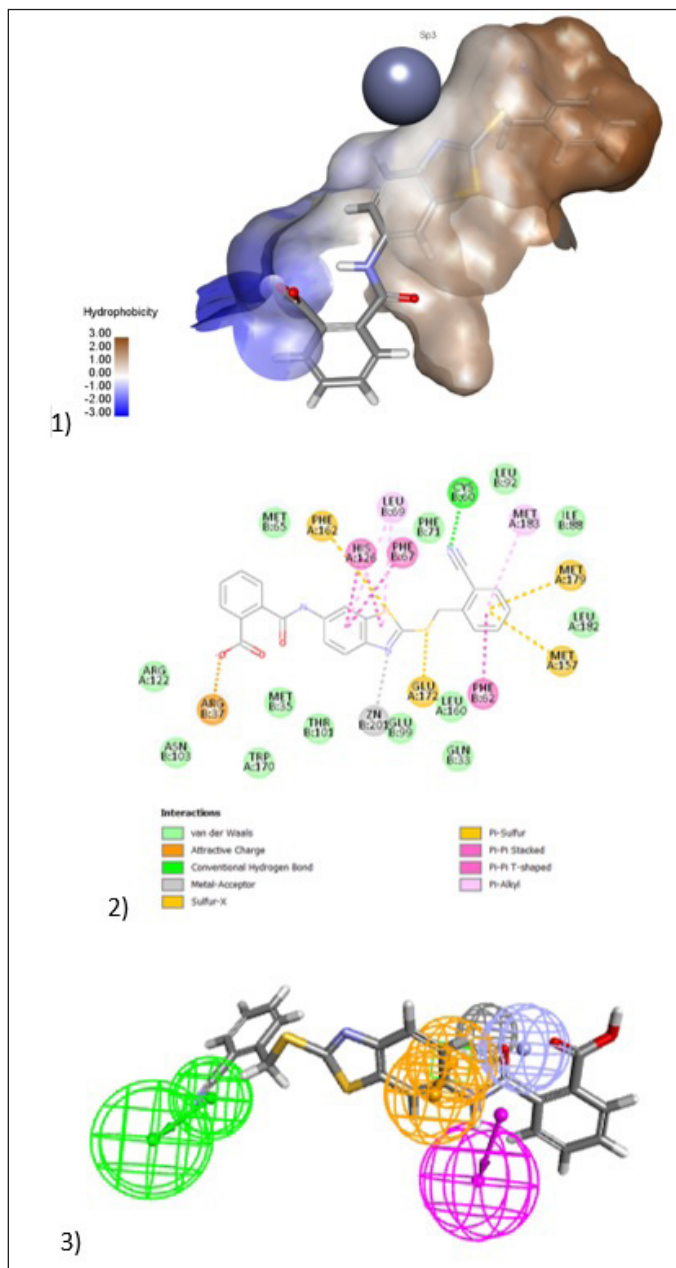 Sp3
Hydrophobicity
3.00
2.00
1.00
-1.00
-2.00
-3.00
1)
CYS
B:60
LEU
B:92
LEU
B:69
MET
B:65
PHE
A:162
PHE
B:71
MET
A:183
ILE
B:88
HIS
A:126
PHE
B:67
MET
A:179
LEU
A:182
MET
A:157
ARG
A:122
ARG
B:37
MET
B:35
THR
B:101
ZN
B:201
GLU
B:99
GLU
A:172
LEU
A:160
PHE
B:62
GLN
B:33
ASN
B:103
TRP
A:170
N
N
S
O
H
Interactions
van der Waals
Attractive Charge
Conventional Hydrogen Bond
Metal-Acceptor
Sulfur-X
Pi-Sulfur
Pi-Pi Stacked
Pi-Pi T-shaped
Pi-Alkyl
2)
3)